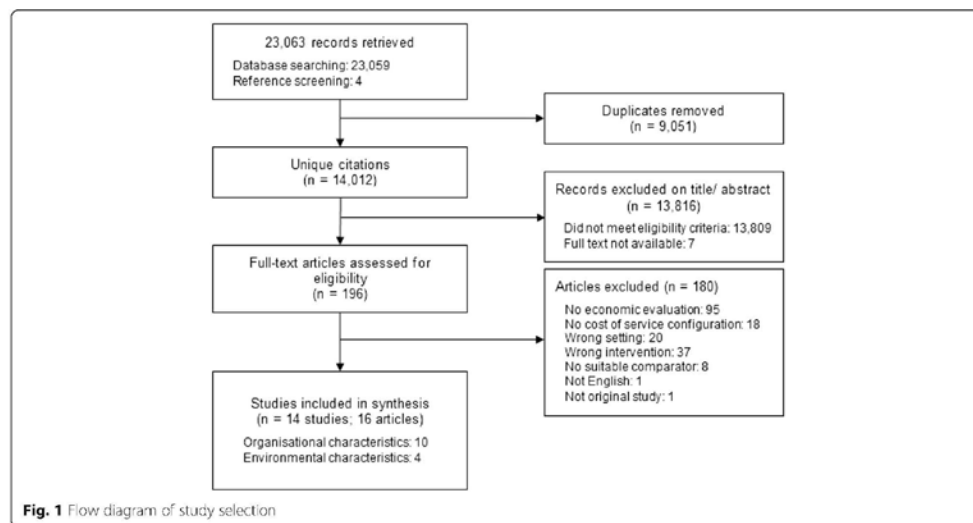 23,063 records retrieved
Database searching: 23,059
Reference screening: 4
Duplicates removed
(n = 9,051)
Unique citations
(n = 14,012)
Records excluded on title/ abstract
(n = 13,816)
Did not meet eligibility criteria: 13,809
Full text not available: 7
Full-text articles assessed for
eligibility
(n = 196)
Articles excluded (n = 180)
No economic evaluation: 95
No cost of service configuration: 18
Wrong setting: 20
Wrong intervention: 37
No suitable comparator: 8
Not English: 1
Not original study: 1
Studies included in synthesis
(n = 14 studies; 16 articles)
Organisational characteristics: 10
Environmental characteristics: 4
Fig. 1 Flow diagram of study selection